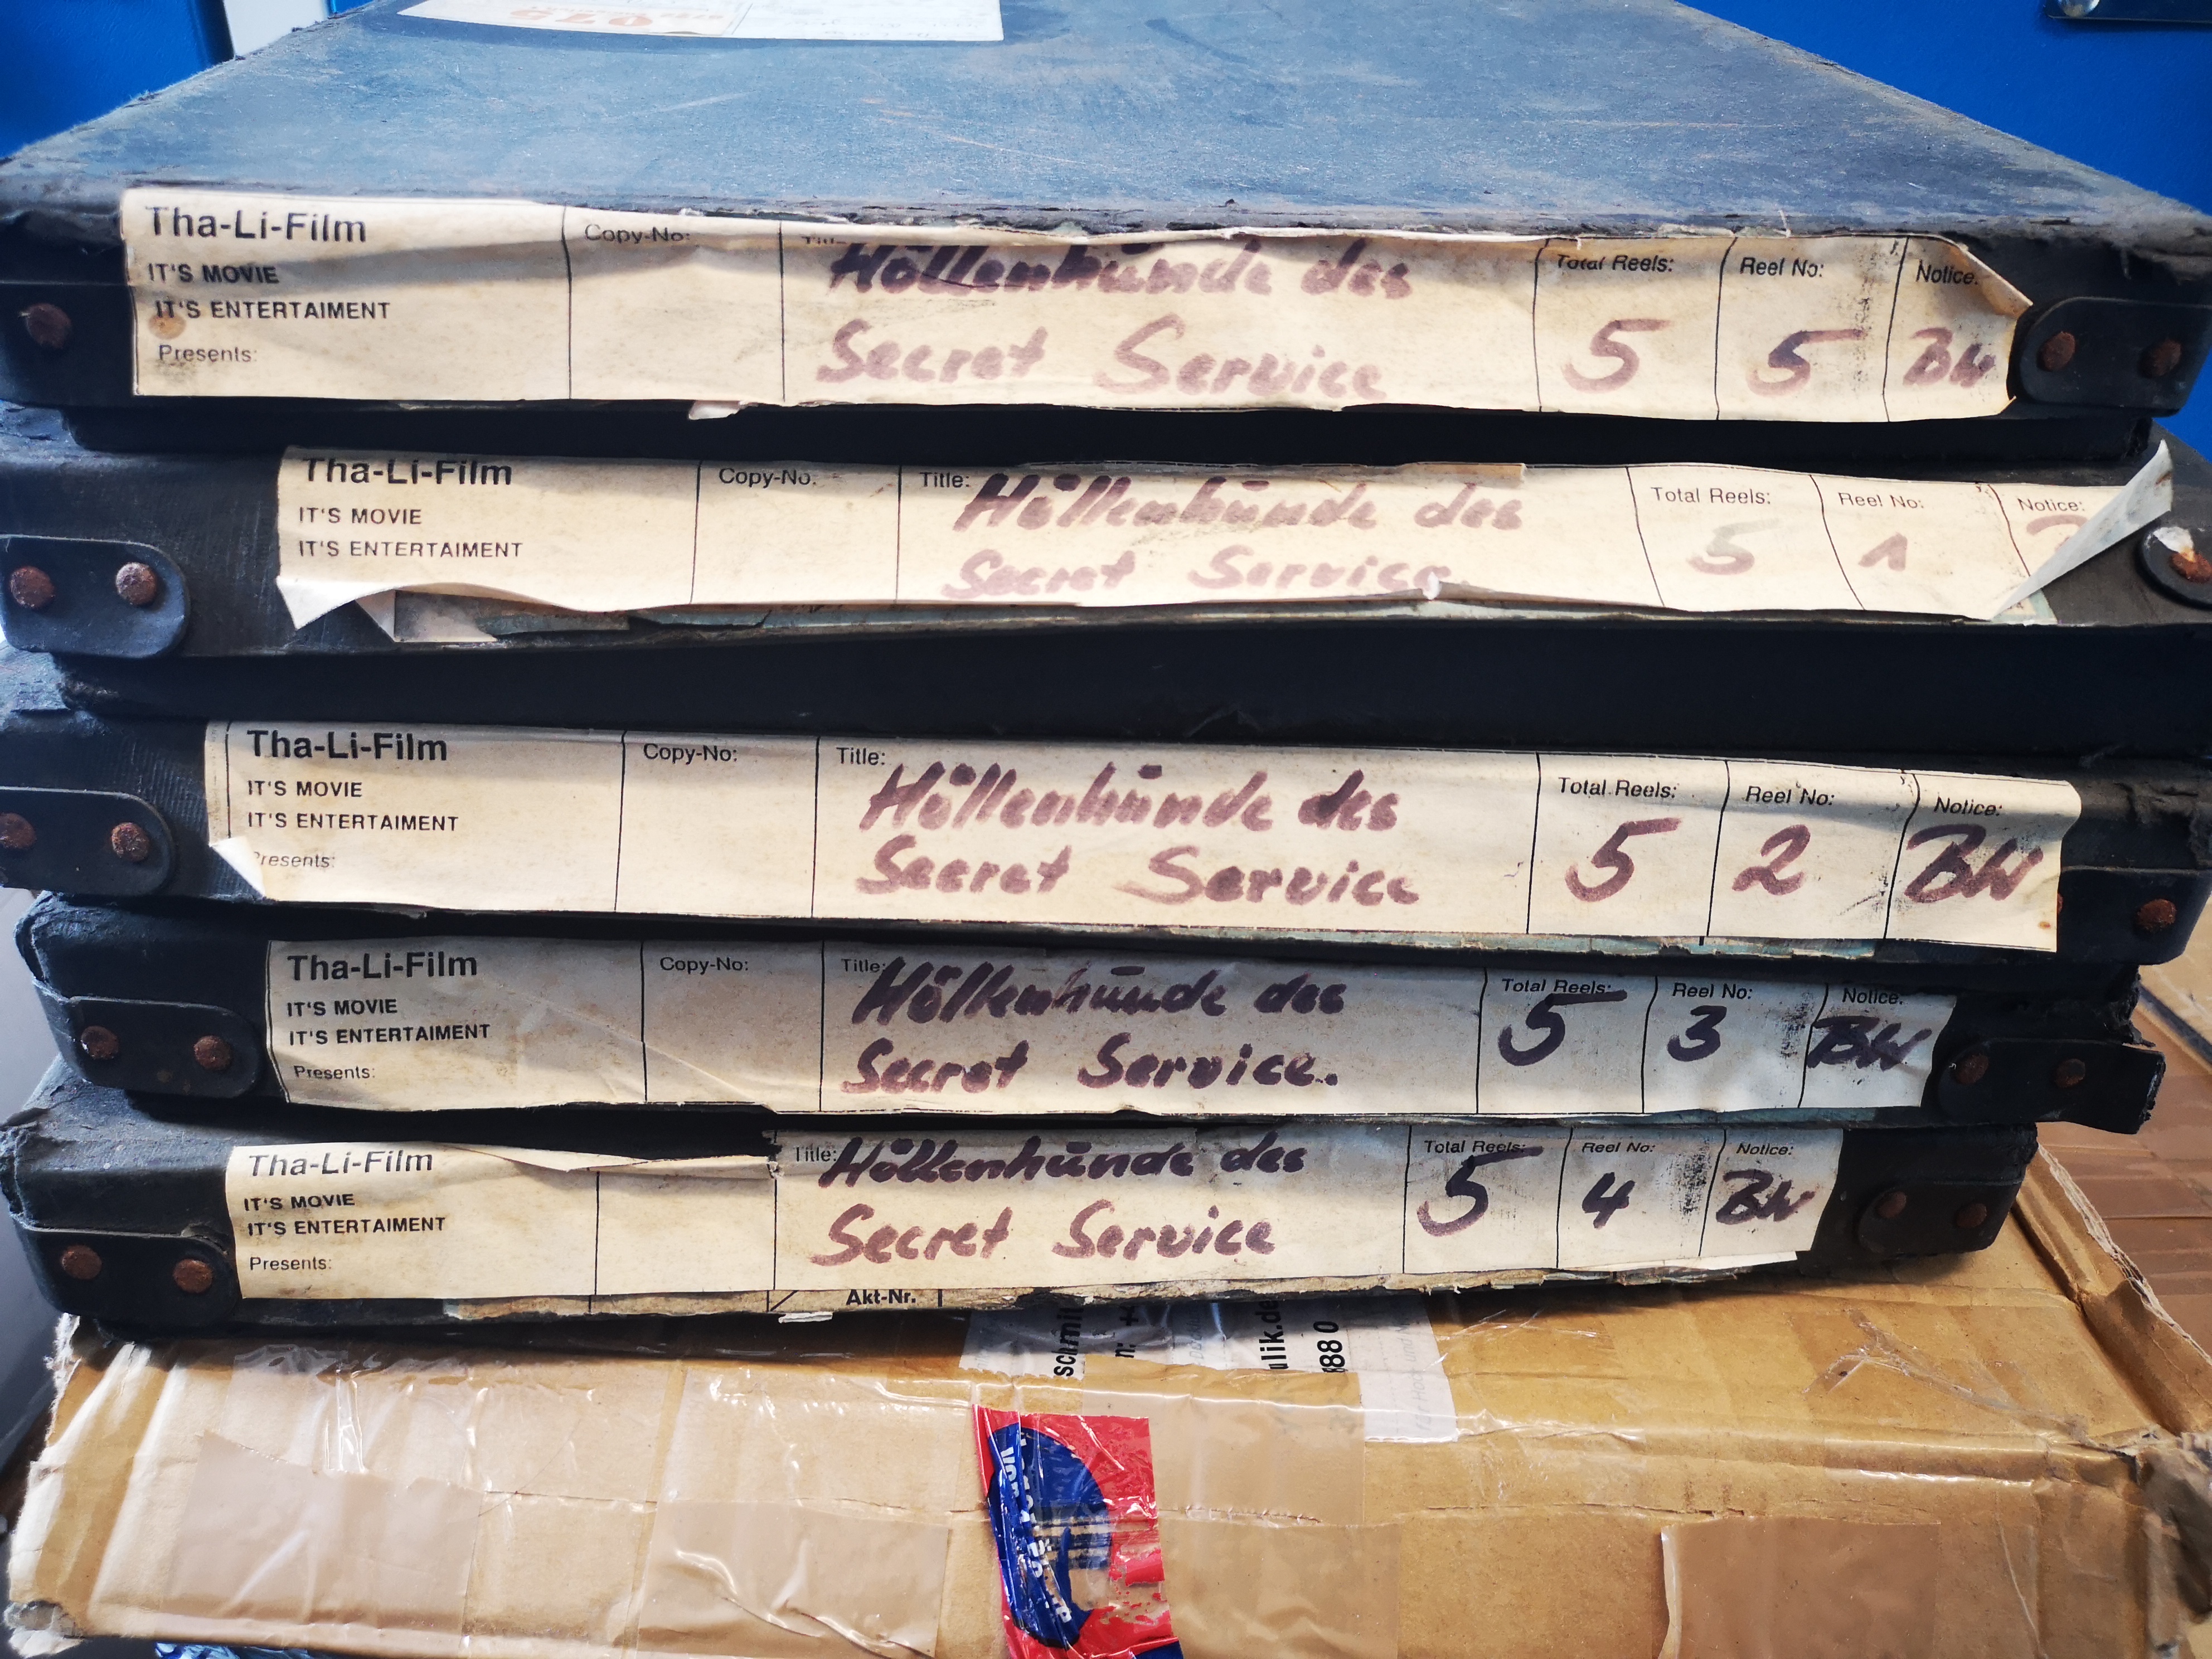 Tha-Li-Film
IT'S MOVIE
IT'S ENTERTAIMENT
Presents:
Copy-No:
Höllenhünde des
Secret Service
Total Reels:
5
Reel No:
5
Notice:
BW
Tha-Li-Film
IT'S MOVIE
IT'S ENTERTAIMENT
Copy-No:
Title:
Höllenhünde des
Secret Service.
Total Reels:
5
Reel No:
1
Notice:
Tha-Li-Film
IT'S MOVIE
IT'S ENTERTAIMENT
Presents:
Copy-No:
Title:
Höllenhünde des
Secret Service
Total Reels:
5
Reel No:
2
Notice:
BW
Tha-Li-Film
IT'S MOVIE
IT'S ENTERTAIMENT
Presents:
Copy-No:
Title:
Höllenhünde des
Secret Service.
Total Reels:
5
Reel No:
3
Notice:
BW
Tha-Li-Film
IT'S MOVIE
IT'S ENTERTAIMENT
Presents:
Title:
Höllenhünde des
Secret Service
Total Reels:
5
Reel No:
4
Notice:
BW
Akt-Nr.
ulik.de
880